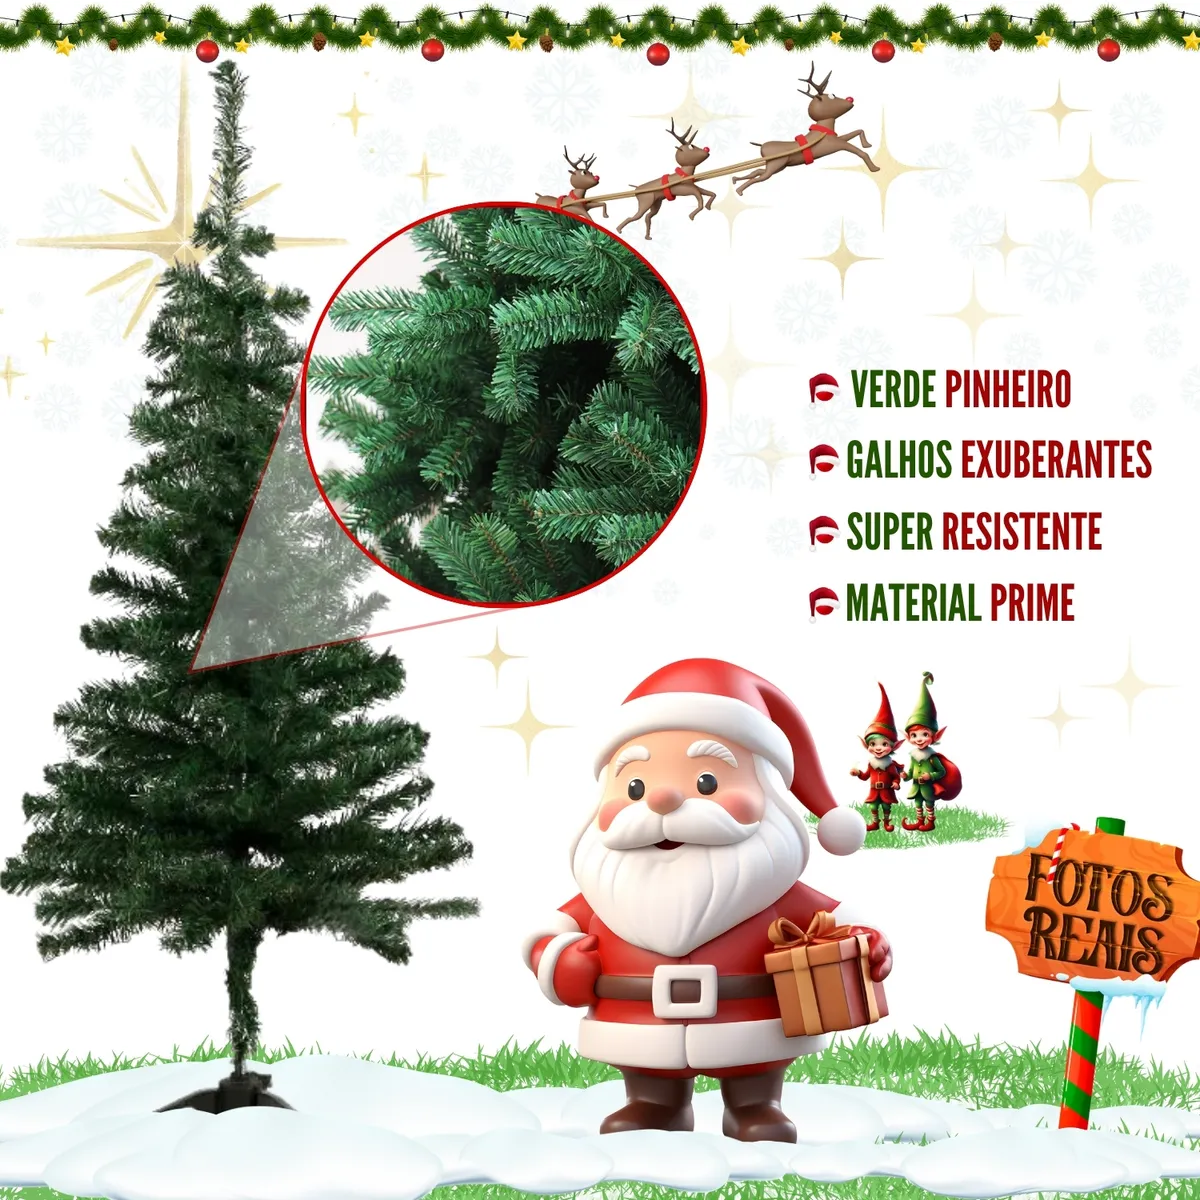 VERDE PINHEIRO
GALHOS EXUBERANTES
SUPER RESISTENTE
MATERIAL PRIME
FOTOS
REAIS